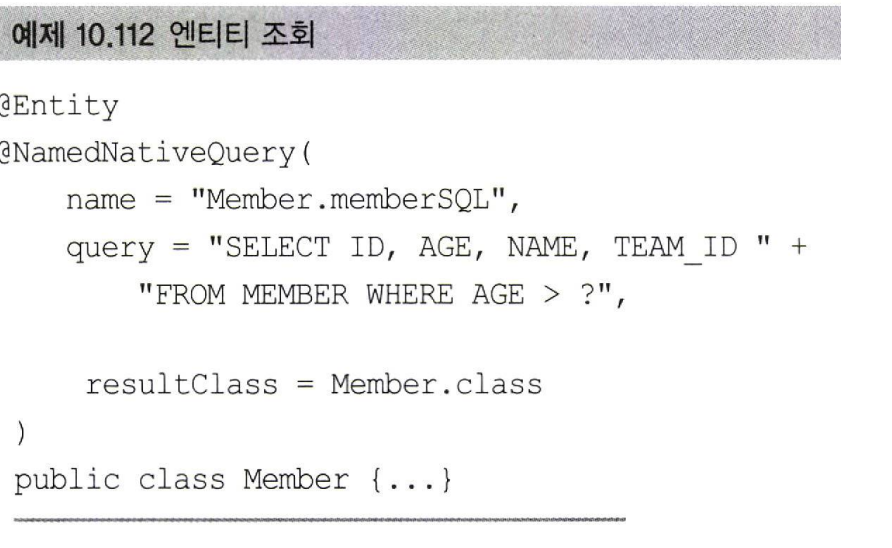 예제 10.112 엔티티 조회
@Entity
@NamedNativeQuery(
name = "Member.memberSQL",
query = "SELECT ID, AGE, NAME, TEAM_ID " +
"FROM MEMBER WHERE AGE > ?",
resultClass = Member.class
)
public class Member {...}